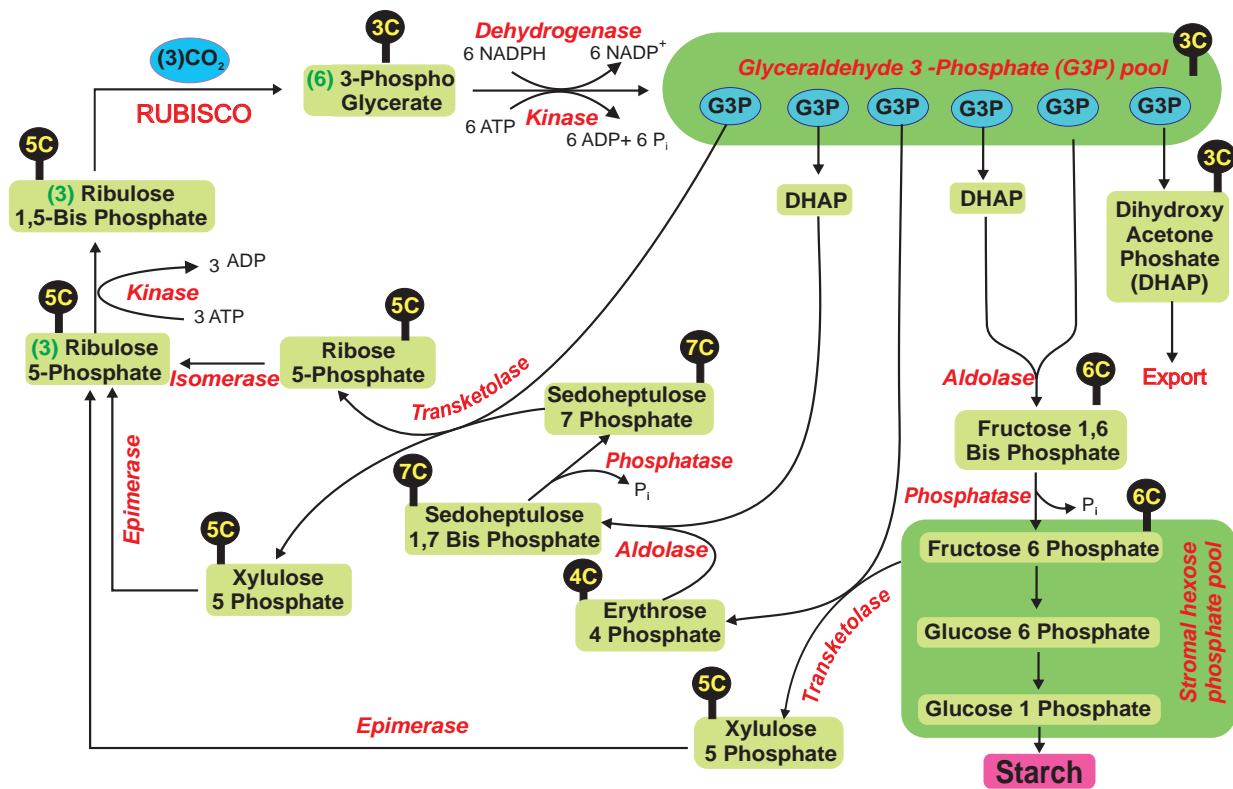 (3)CO₂
RUBISCO
3C
(6) 3-Phospho
Glycerate
Dehydrogenase
6 NADPH
6 NADP⁺
6 ATP
Kinase
6 ADP+ 6 Pᵢ
3C
Glyceraldehyde 3 -Phosphate (G3P) pool
G3P
G3P
G3P
G3P
G3P
G3P
5C
(3) Ribulose
1,5-Bis Phosphate
3 ADP
Kinase
3 ATP
5C
(3) Ribulose
5-Phosphate
Isomerase
5C
Ribose
5-Phosphate
Transketolase
DHAP
DHAP
3C
Dihydroxy
Acetone
Phoshate
(DHAP)
Export
7C
Sedoheptulose
7 Phosphate
Phosphatase
Pᵢ
7C
Sedoheptulose
1,7 Bis Phosphate
Aldolase
Aldolase
6C
Fructose 1,6
Bis Phosphate
Phosphatase
Pᵢ
Epimerase
5C
Xylulose
5 Phosphate
4C
Erythrose
4 Phosphate
Transketolase
6C
Fructose 6 Phosphate
Glucose 6 Phosphate
Glucose 1 Phosphate
Stromal hexose
phosphate pool
Epimerase
5C
Xylulose
5 Phosphate
Starch